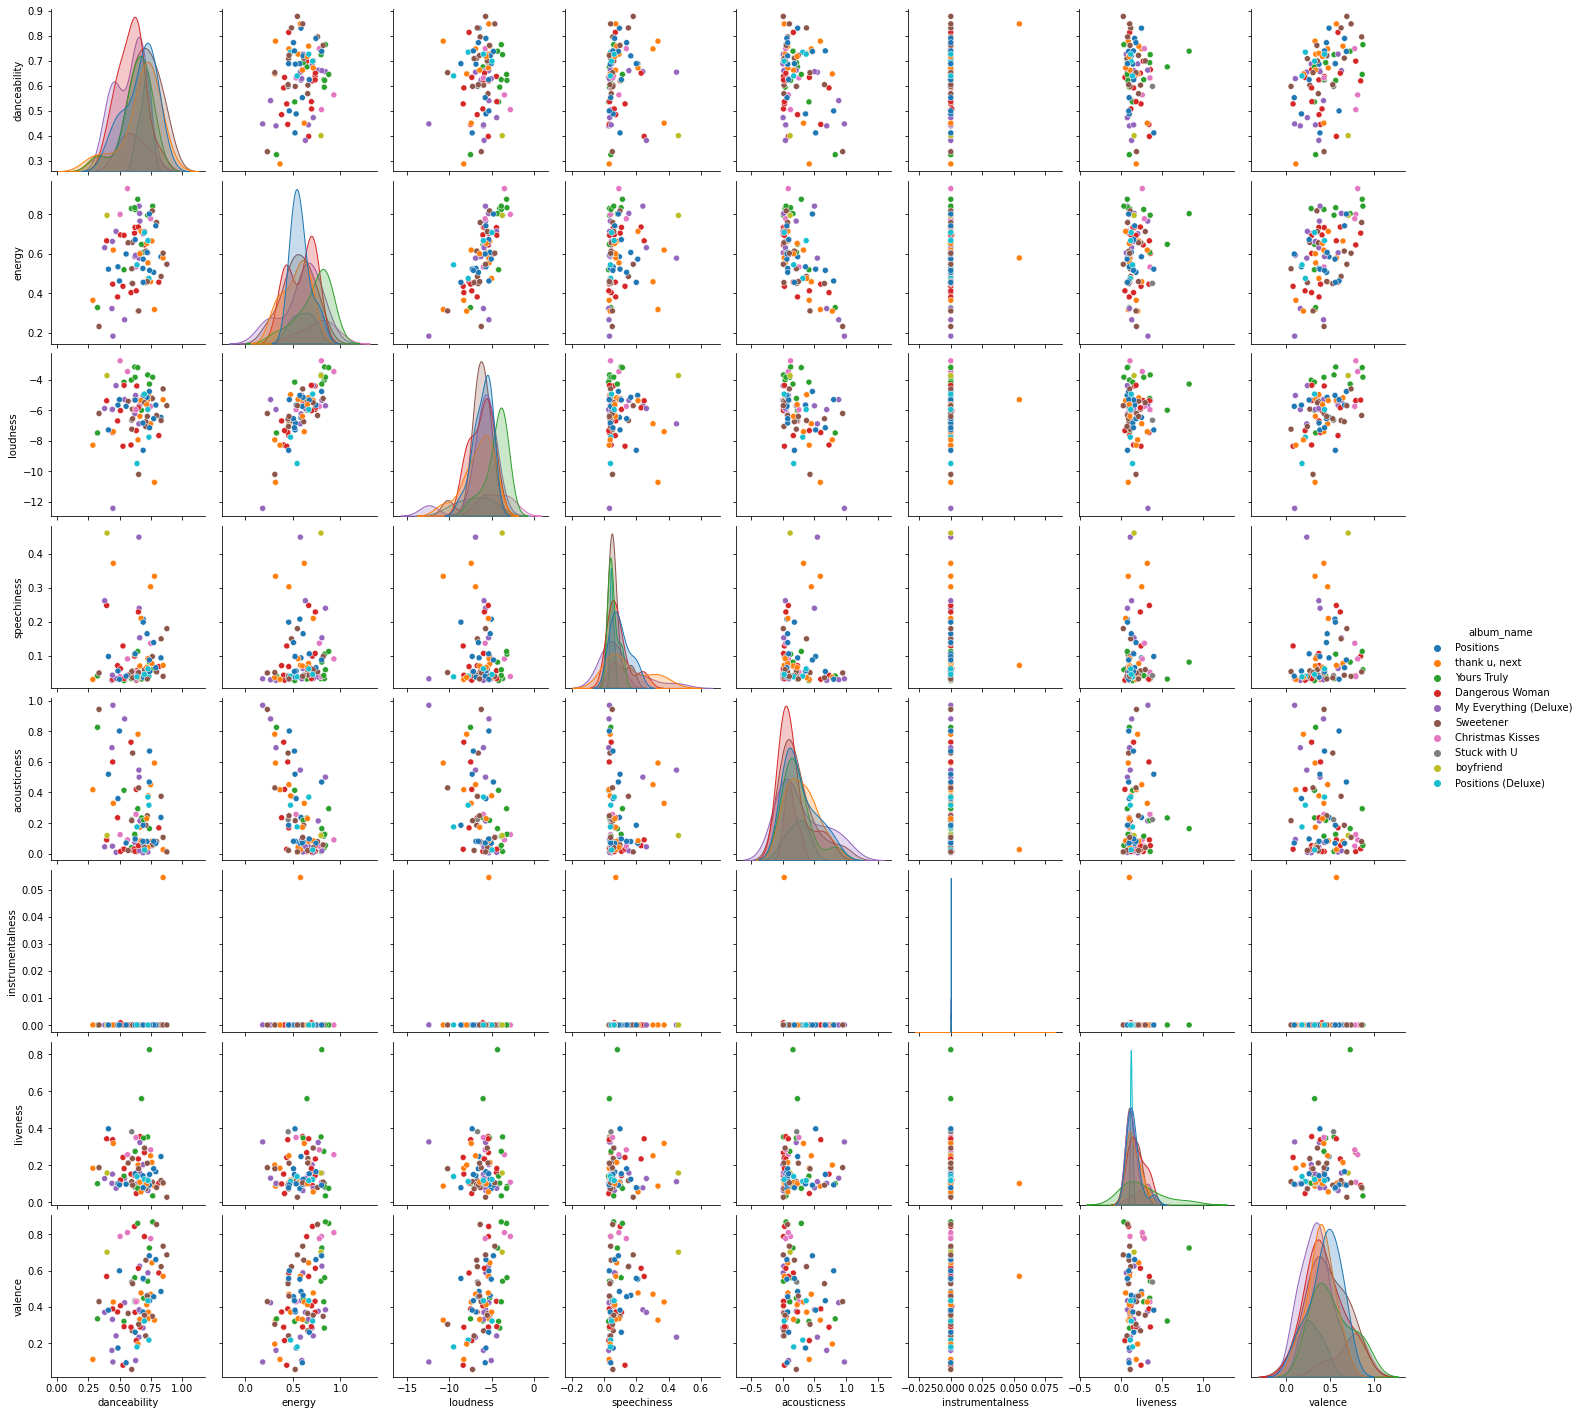 0.9
0.8
0.7
0.6
0.5
0.4
0.3
danceability
0.8
0.6
0.4
0.2
energy
−4
−6
−8
−10
−12
loudness
0.4
0.3
0.2
0.1
speechiness
1.0
0.8
0.6
0.4
0.2
0.0
acousticness
0.05
0.04
0.03
0.02
0.01
0.00
instrumentalness
0.8
0.6
0.4
0.2
0.0
liveness
0.8
0.6
0.4
0.2
valence
0.00 0.25 0.50 0.75 1.00
danceability
0.0 0.5 1.0
energy
−15 −10 −5 0
loudness
−0.2 0.0 0.2 0.4 0.6
speechiness
−0.5 0.0 0.5 1.0 1.5
acousticness
−0.025 0.000 0.025 0.050 0.075
instrumentalness
−0.5 0.0 0.5 1.0
liveness
0.0 0.5 1.0
valence
album_name
Positions
thank u, next
Yours Truly
Dangerous Woman
My Everything (Deluxe)
Sweetener
Christmas Kisses
Stuck with U
boyfriend
Positions (Deluxe)